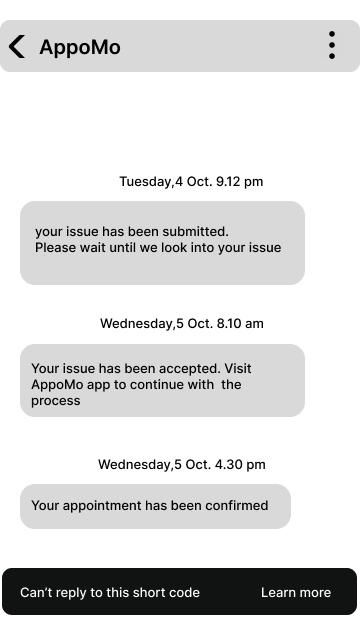 AppoMo
Tuesday,4 Oct. 9.12 pm
your issue has been submitted.
Please wait until we look into your issue
Wednesday,5 Oct. 8.10 am
Your issue has been accepted. Visit
AppoMo app to continue with  the
process
Wednesday,5 Oct. 4.30 pm
Your appointment has been confirmed
Can’t reply to this short code Learn more